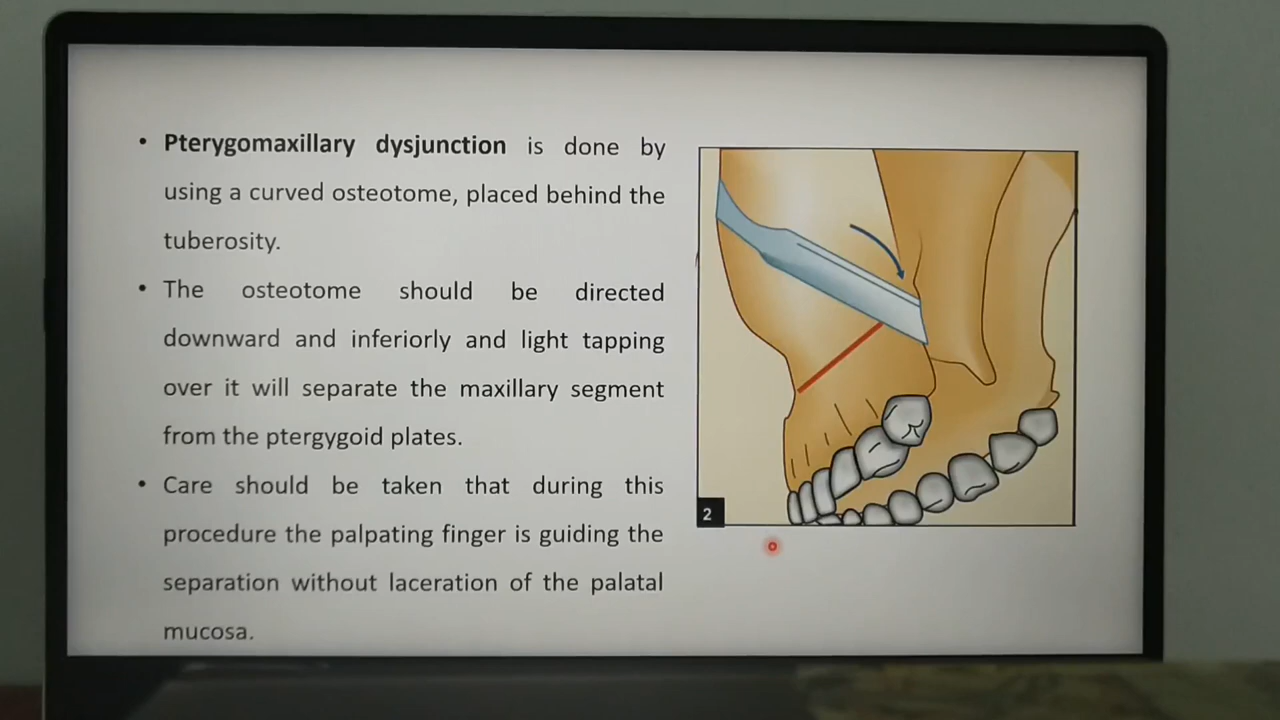 • Pterygomaxillary dysjunction is done by
using a curved osteotome, placed behind the
tuberosity.
• The osteotome should be directed
downward and inferiorly and light tapping
over it will separate the maxillary segment
from the ptergygoid plates.
• Care should be taken that during this
procedure the palpating finger is guiding the
separation without laceration of the palatal
mucosa.
2